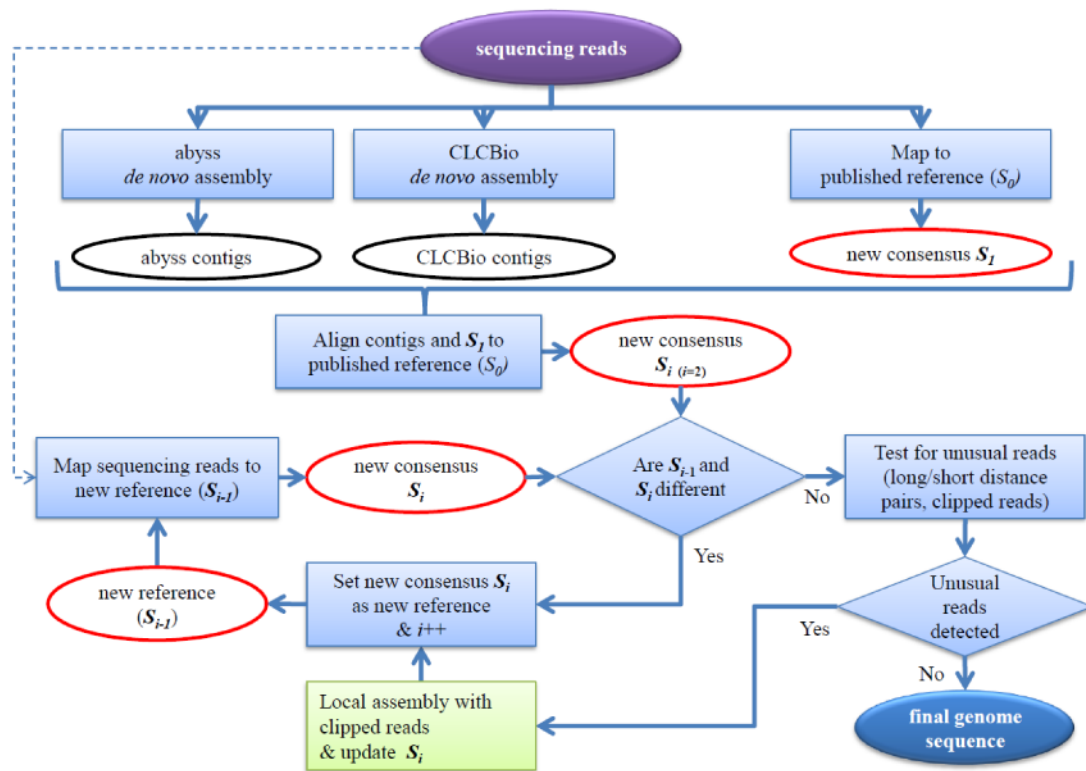 sequencing reads
abyss
de novo assembly
CLCBio
de novo assembly
Map to
published reference (S0)
abyss contigs
CLCBio contigs
new consensus S1
Align contigs and S1 to
published reference (S0)
new consensus
Si (i=2)
Map sequencing reads to
new reference (Si-1)
new consensus
Si
Are Si-1 and
Si different
No
Test for unusual reads
(long/short distance
pairs, clipped reads)
Yes
new reference
(Si-1)
Set new consensus Si
as new reference
& i++
Unusual
reads
detected
Yes
No
Local assembly with
clipped reads
& update Si
final genome
sequence